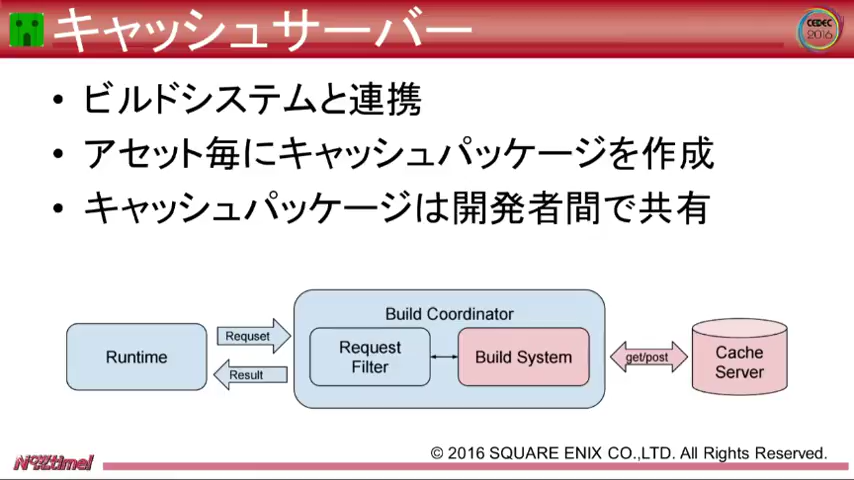 キャッシュサーバー
CEDEC
2016
• ビルドシステムと連携
• アセット毎にキャッシュパッケージを作成
• キャッシュパッケージは開発者間で共有
Runtime
Requset
Result
Build Coordinator
Request
Filter
Build System
get/post
Cache
Server
© 2016 SQUARE ENIX CO.,LTD. All Rights Reserved.